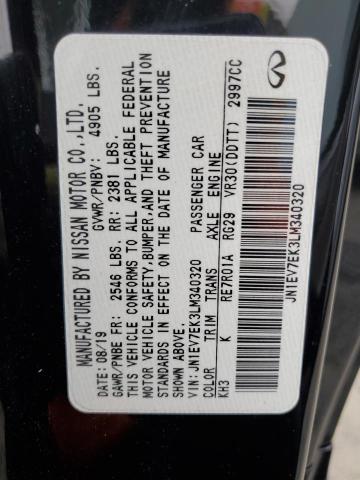 MANUFACTURED BY NISSAN MOTOR CO.,LTD.
DATE: 08/19 GVWR/PNBV: 4905 LBS.
GAWR/PNBE FR: 2546 LBS. RR: 2381 LBS.
THIS VEHICLE CONFORMS TO ALL APPLICABLE FEDERAL
MOTOR VEHICLE SAFETY,BUMPER,AND THEFT PREVENTION
STANDARDS IN EFFECT ON THE DATE OF MANUFACTURE
SHOWN ABOVE.
VIN:JN1EV7EK3LM340320 PASSENGER CAR
COLOR TRIM TRANS AXLE ENGINE
KH3 K RE7R01A RG29 VR30(DDTT) 2997CC
JN1EV7EK3LM340320